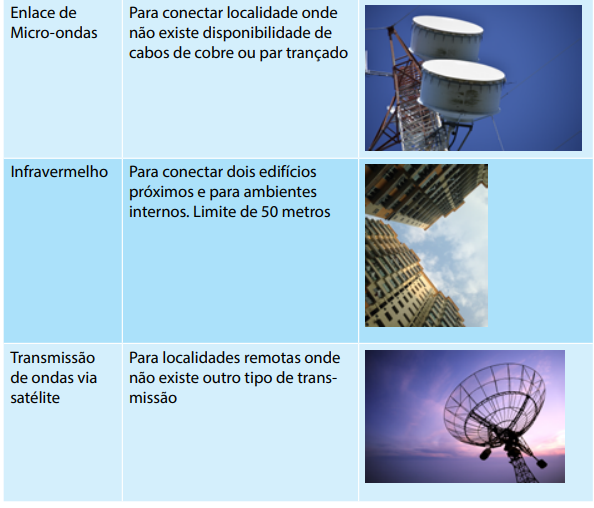 Enlace de
Micro-ondas
Para conectar localidade onde
não existe disponibilidade de
cabos de cobre ou par trançado
Infravermelho
Para conectar dois edifícios
próximos e para ambientes
internos. Limite de 50 metros
Transmissão
de ondas via
satélite
Para localidades remotas onde
não existe outro tipo de trans-
missão